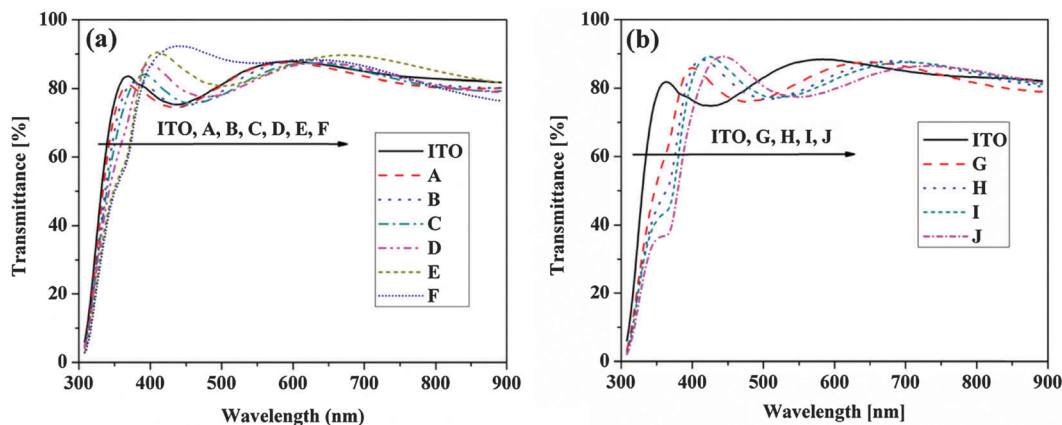 (a)
Transmittance [%]
100
80
60
40
20
0
ITO, A, B, C, D, E, F
ITO
A
B
C
D
E
F
300 400 500 600 700 800 900
Wavelength (nm)
(b)
Transmittance [%]
100
80
60
40
20
0
ITO, G, H, I, J
ITO
G
H
I
J
300 400 500 600 700 800 900
Wavelength [nm]